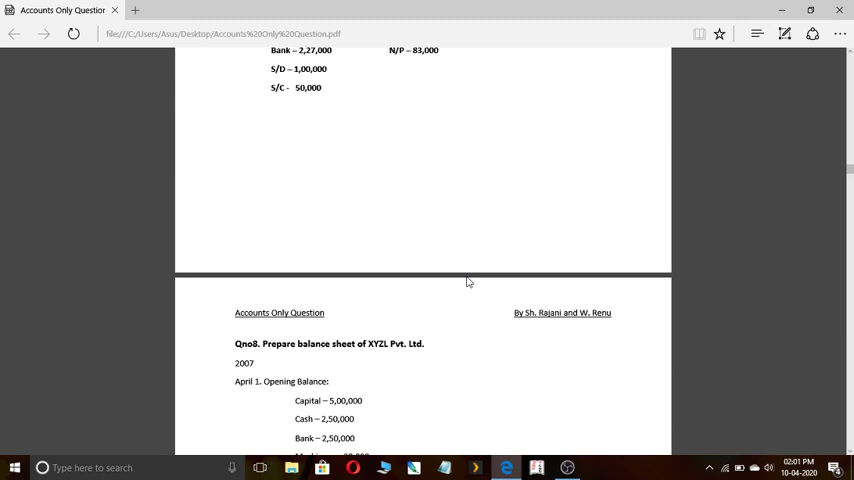 Accounts Only Question
file:///C:/Users/Asus/Desktop/Accounts%20Only%20Question.pdf
Bank – 2,27,000 N/P – 83,000
S/D – 1,00,000
S/C - 50,000
Accounts Only Question By Sh. Rajani and W. Renu
Qno8. Prepare balance sheet of XYZL Pvt. Ltd.
2007
April 1. Opening Balance:
Capital – 5,00,000
Cash – 2,50,000
Bank – 2,50,000
Type here to search
02:01 PM
10-04-2020
4